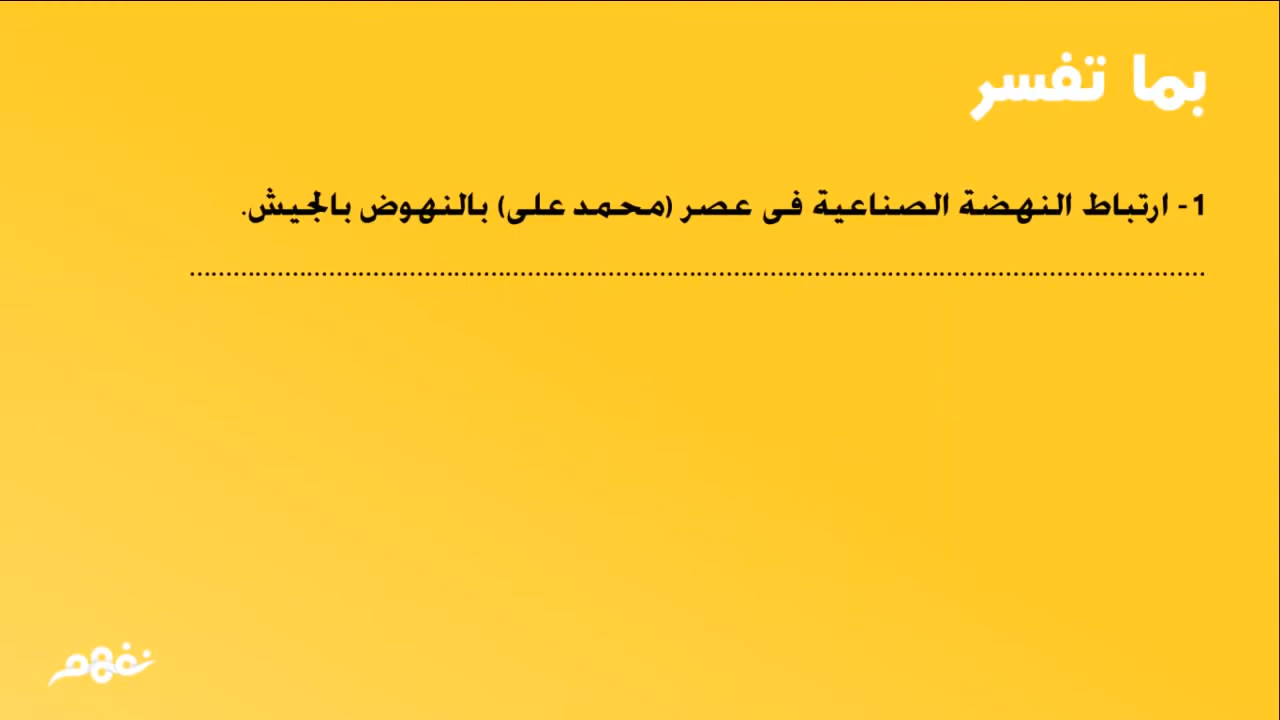 بما تفسر
1- ارتباط النهضة الصناعية فى عصر (محمد على) بالنهوض بالجيش.
................................................................................................................................
نفهم